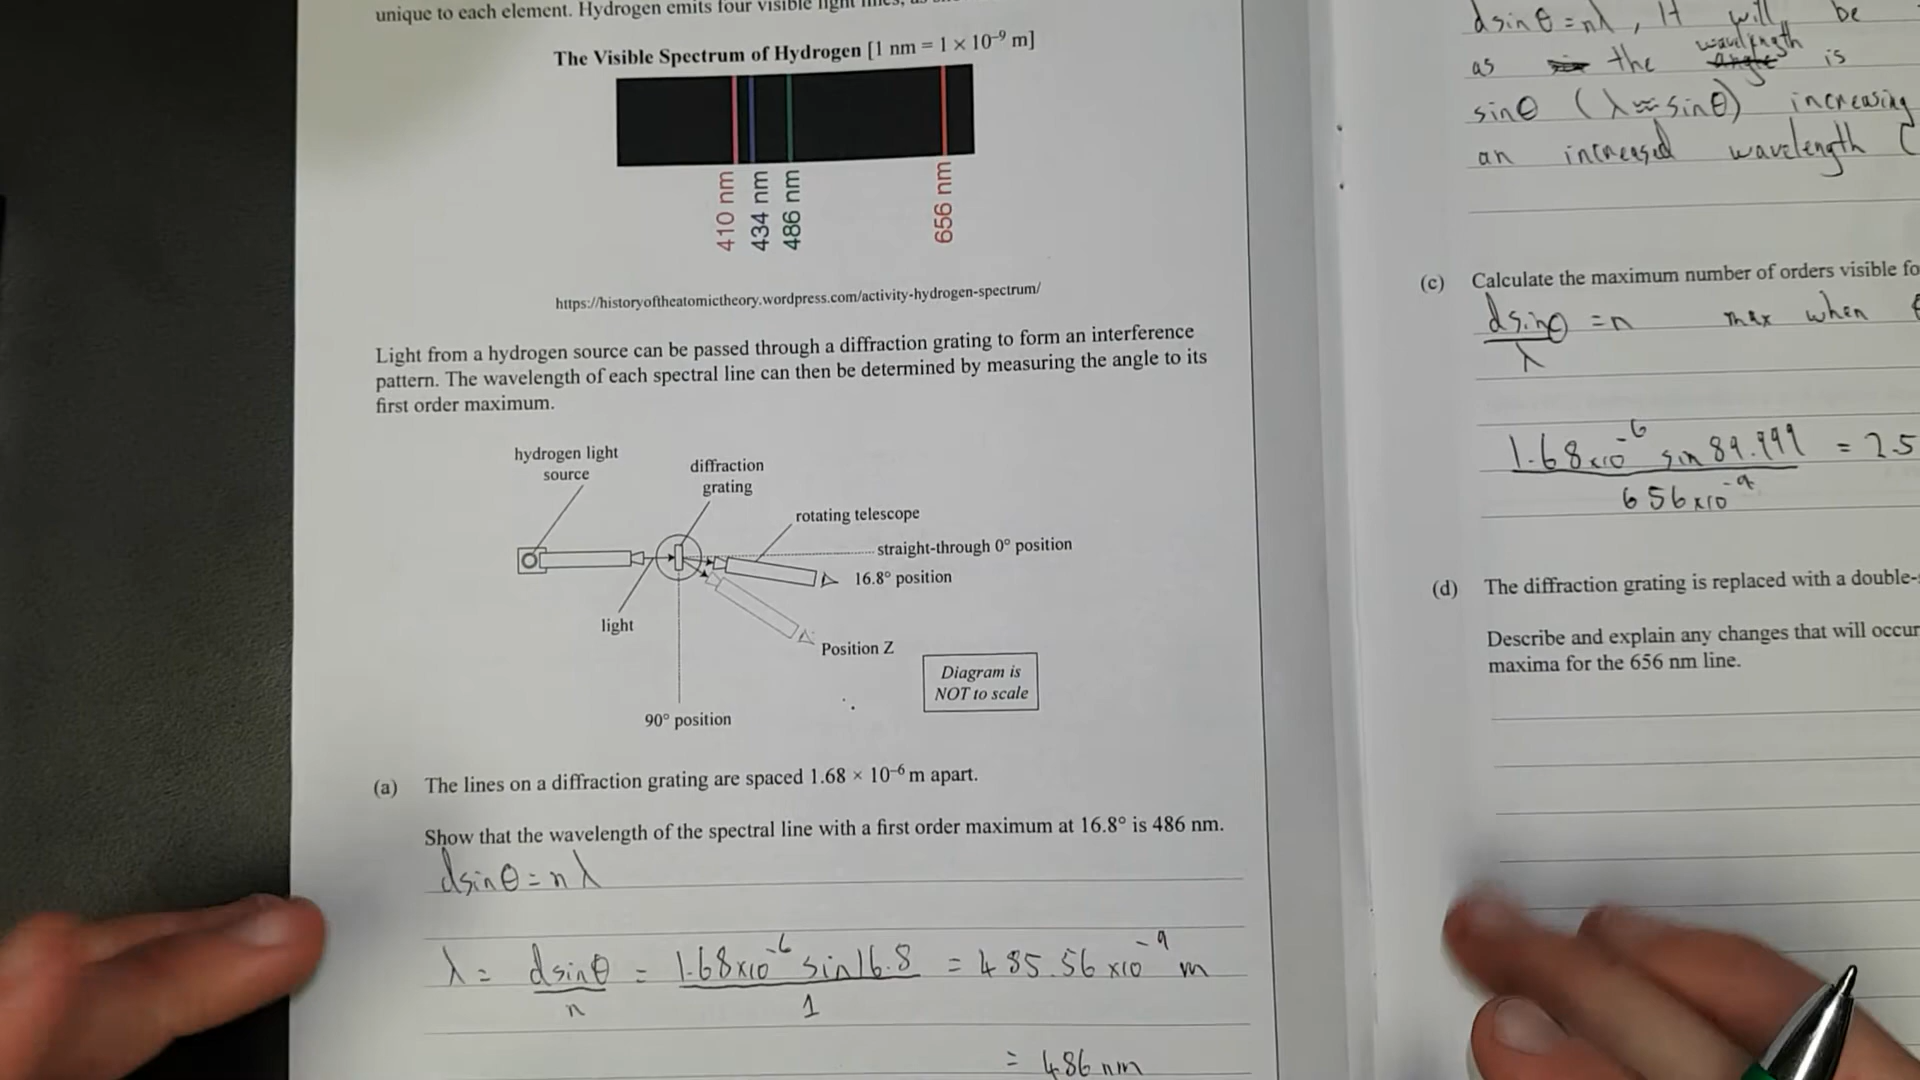 unique to each element. Hydrogen emits four visible light lines, as
The Visible Spectrum of Hydrogen [1 nm = 1 × 10⁻⁹ m]
410 nm
434 nm
486 nm
656 nm
https://historyoftheatomictheory.wordpress.com/activity-hydrogen-spectrum/
Light from a hydrogen source can be passed through a diffraction grating to form an interference
pattern. The wavelength of each spectral line can then be determined by measuring the angle to its
first order maximum.
hydrogen light
source
diffraction
grating
rotating telescope
straight-through 0° position
16.8° position
light
Position Z
Diagram is
NOT to scale
90° position
(a) The lines on a diffraction grating are spaced 1.68 × 10⁻⁶ m apart.
Show that the wavelength of the spectral line with a first order maximum at 16.8° is 486 nm.
dsinθ = nλ
λ = dsinθ/n = 1.68×10⁻⁶ sin16.8/1 = 485.56 ×10⁻⁹ m
= 486 nm
dsinθ = nλ, It will be
as the wavelength is
sinθ (λ≈sinθ) increasing
an increased wavelength (
(c) Calculate the maximum number of orders visible fo
dsinθ/λ = n max when
1.68×10⁻⁶ sin 89.999/656×10⁻⁹ = 2.5
(d) The diffraction grating is replaced with a double-
Describe and explain any changes that will occur
maxima for the 656 nm line.